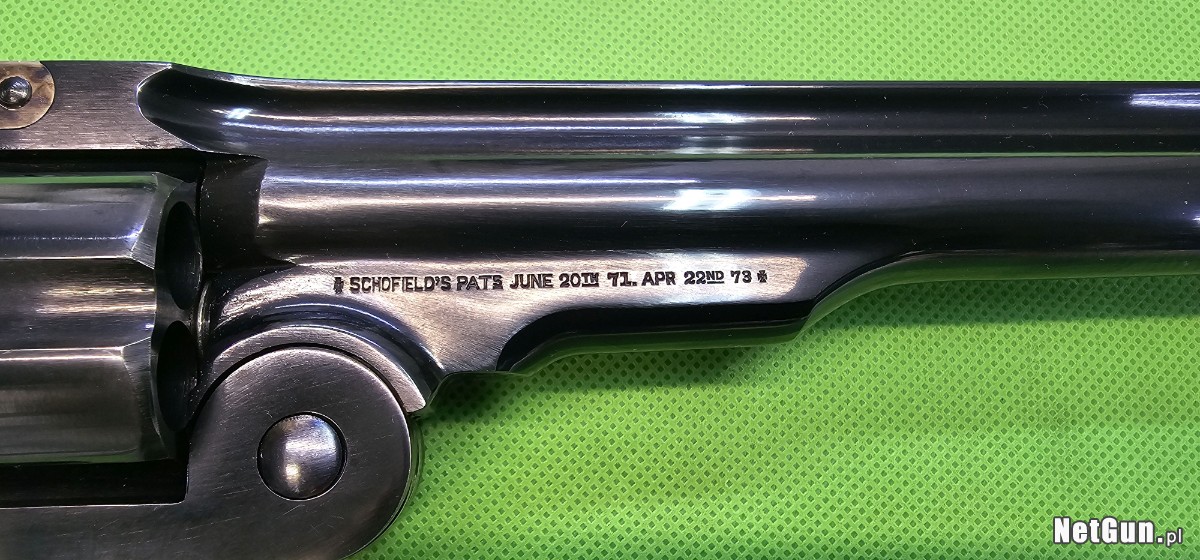 SCHOFIELD'S PATS JUNE 20TH 71. APR 22ND 73
NetGun.pl